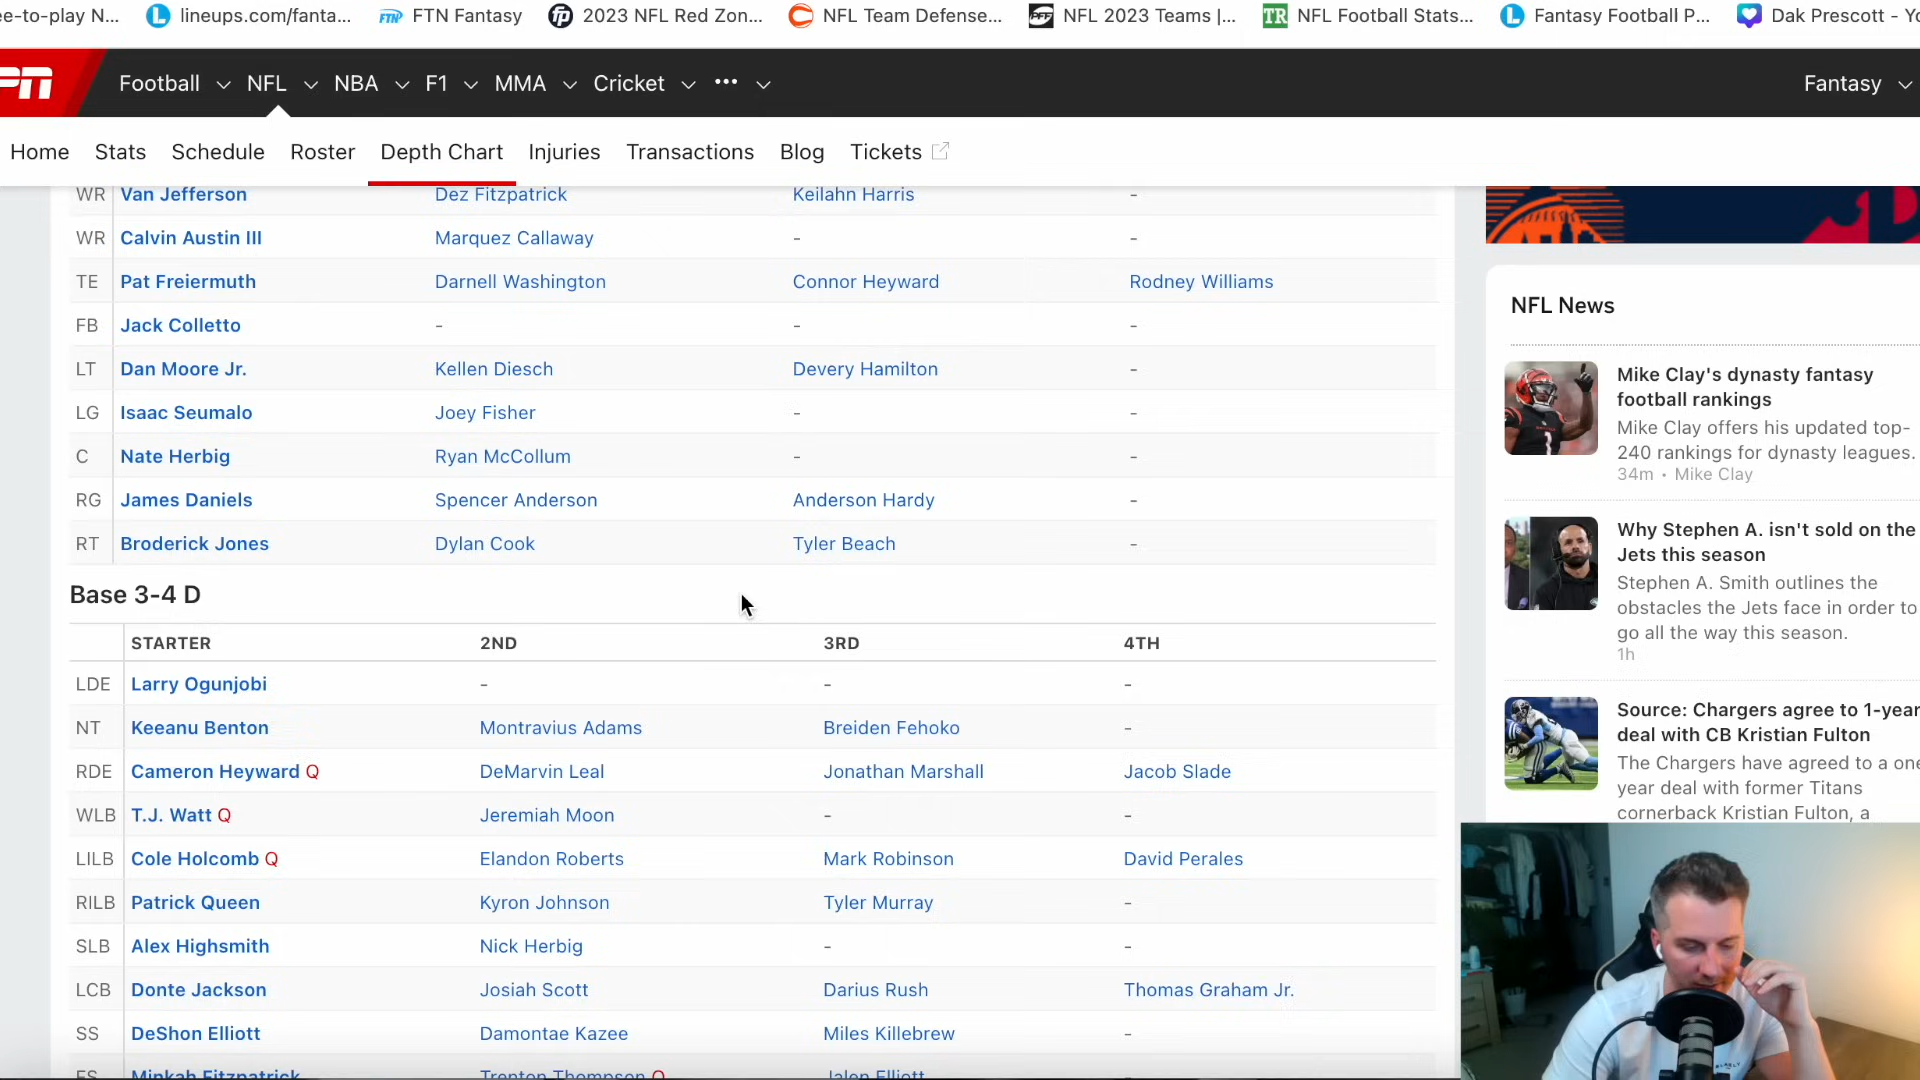 e-to-play N...
lineups.com/fanta...
FTN Fantasy
2023 NFL Red Zon...
NFL Team Defense...
NFL 2023 Teams |...
NFL Football Stats...
Fantasy Football P...
Dak Prescott - Yo
Football NFL NBA F1 MMA Cricket ••• Fantasy
Home Stats Schedule Roster Depth Chart Injuries Transactions Blog Tickets
WR Van Jefferson Dez Fitzpatrick Keilahn Harris -
WR Calvin Austin III Marquez Callaway - -
TE Pat Freiermuth Darnell Washington Connor Heyward Rodney Williams
FB Jack Colletto - - -
LT Dan Moore Jr. Kellen Diesch Devery Hamilton -
LG Isaac Seumalo Joey Fisher - -
C Nate Herbig Ryan McCollum - -
RG James Daniels Spencer Anderson Anderson Hardy -
RT Broderick Jones Dylan Cook Tyler Beach -
Base 3-4 D
STARTER 2ND 3RD 4TH
LDE Larry Ogunjobi - - -
NT Keeanu Benton Montravius Adams Breiden Fehoko -
RDE Cameron Heyward Q DeMarvin Leal Jonathan Marshall Jacob Slade
WLB T.J. Watt Q Jeremiah Moon - -
LILB Cole Holcomb Q Elandon Roberts Mark Robinson David Perales
RILB Patrick Queen Kyron Johnson Tyler Murray -
SLB Alex Highsmith Nick Herbig - -
LCB Donte Jackson Josiah Scott Darius Rush Thomas Graham Jr.
SS DeShon Elliott Damontae Kazee Miles Killebrew -
FS Minkah Fitzpatrick Trenton Thompson Q Jalen Elliott
NFL News
Mike Clay's dynasty fantasy
football rankings
Mike Clay offers his updated top-
240 rankings for dynasty leagues.
34m • Mike Clay
Why Stephen A. isn't sold on the
Jets this season
Stephen A. Smith outlines the
obstacles the Jets face in order to
go all the way this season.
1h
Source: Chargers agree to 1-year
deal with CB Kristian Fulton
The Chargers have agreed to a one
year deal with former Titans
cornerback Kristian Fulton, a